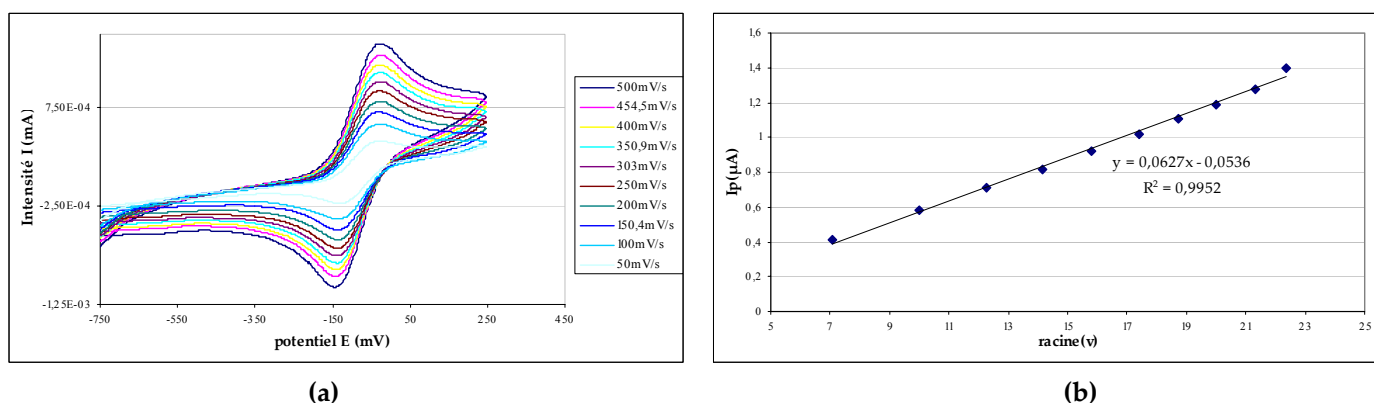 Intensité I (mA)
7,50E-04
-2,50E-04
-1,25E-03
-750
-550
-350
-150
50
250
450
potentiel E (mV)
500mV/s
454,5mV/s
400mV/s
350,9mV/s
303mV/s
250mV/s
200mV/s
150,4mV/s
100mV/s
50mV/s
(a)
Ip(µA)
1,6
1,4
1,2
1
0,8
0,6
0,4
0,2
0
5
7
9
11
13
15
17
19
21
23
25
racine(v)
y = 0,0627x - 0,0536
R² = 0,9952
(b)